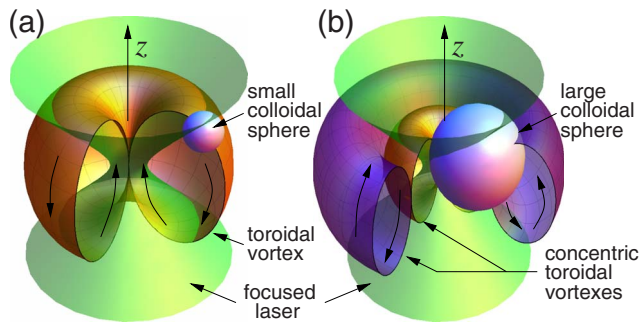 (a)
z
small
colloidal
sphere
toroidal
vortex
focused
laser
(b)
z
large
colloidal
sphere
concentric
toroidal
vortexes